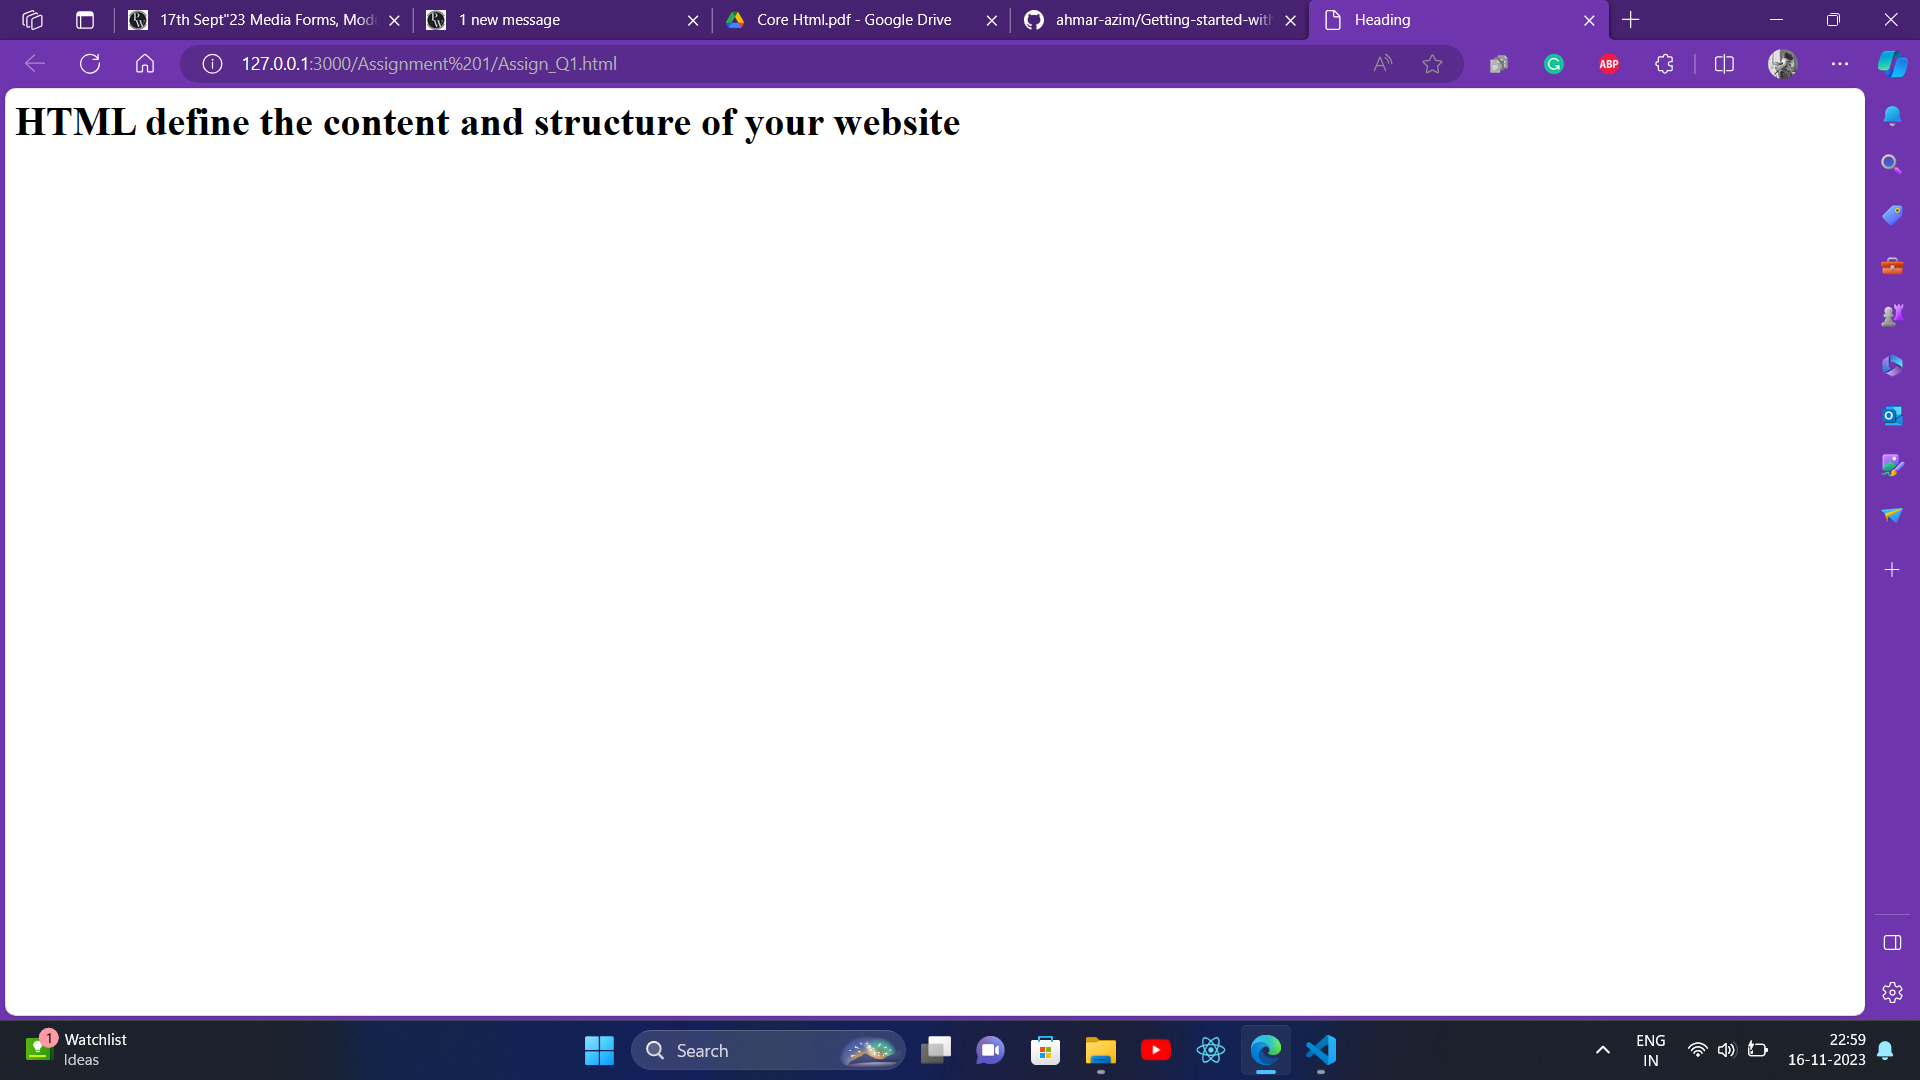 17th Sept"23 Media Forms, Mod
1 new message
Core Html.pdf - Google Drive
ahmar-azim/Getting-started-with
Heading
127.0.0.1:3000/Assignment%201/Assign_Q1.html
ABP
HTML define the content and structure of your website
1
Watchlist
Ideas
Search
ENG
IN
22:59
16-11-2023